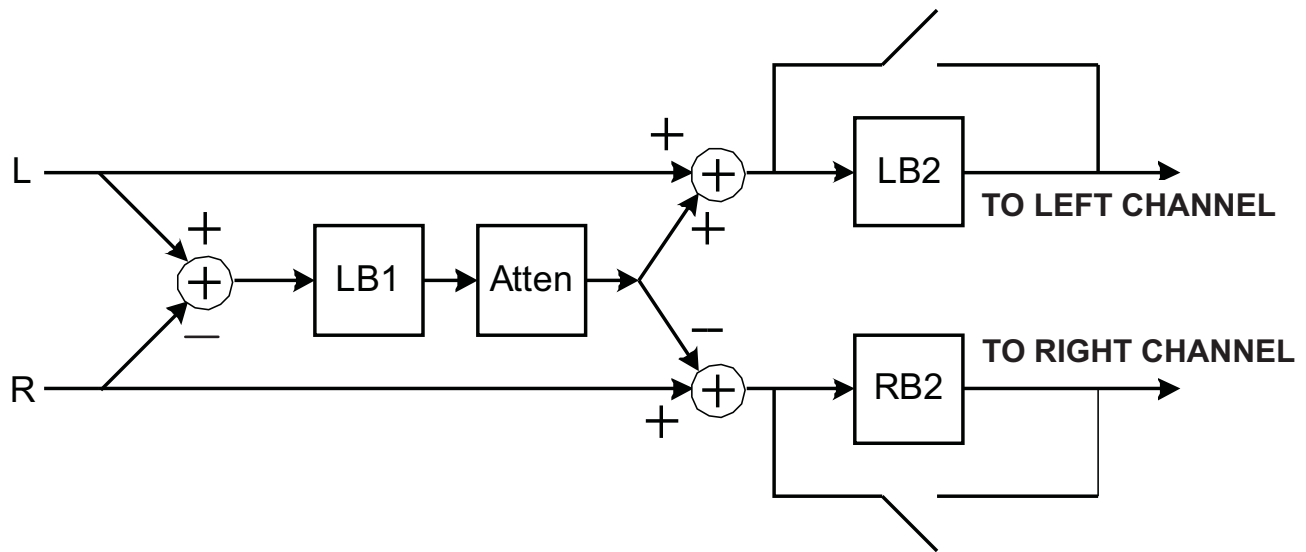 +
L
+
LB2
TO LEFT CHANNEL
+
+
+
LB1
Atten
−
−
TO RIGHT CHANNEL
R
+
RB2
+